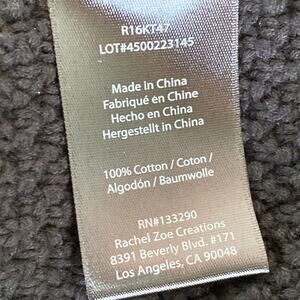 R16KT47
LOT#4500223145
Made in China
Fabriqué en Chine
Hecho en China
Hergestellt in China
100% Cotton / Coton /
Algodón / Baumwolle
RN#133290
Rachel Zoe Creations
8391 Beverly Blvd. #171
Los Angeles, CA 90048